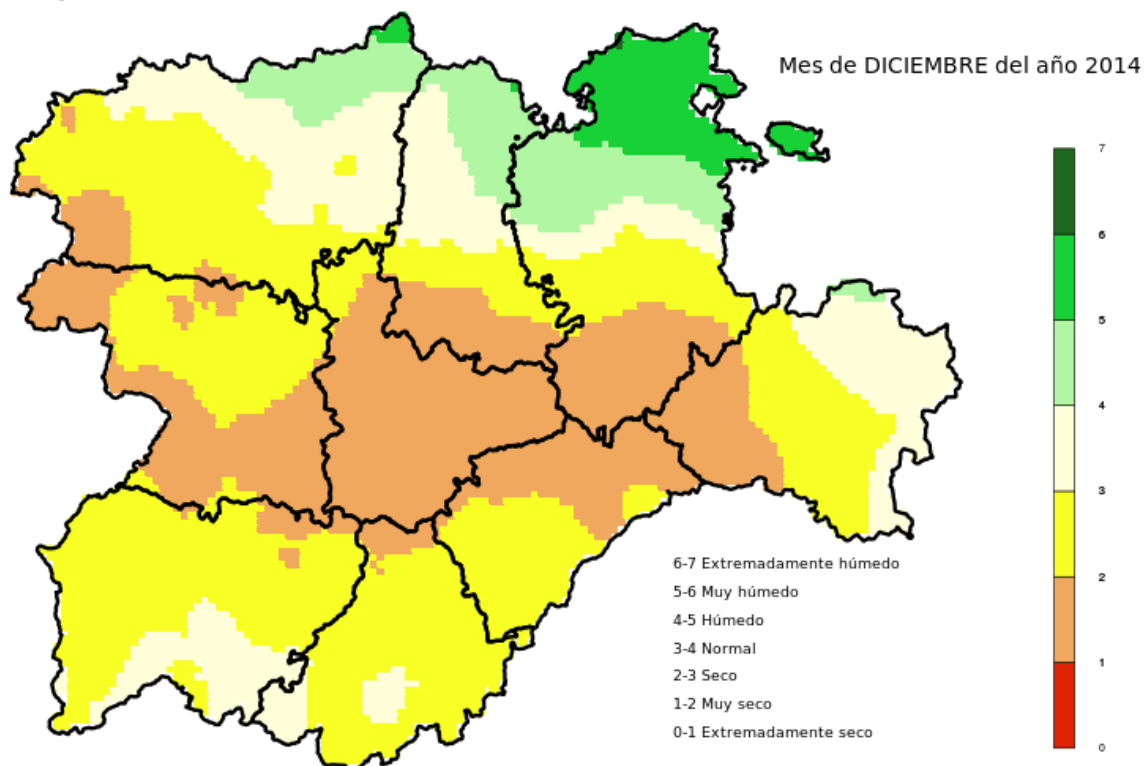 Mes de DICIEMBRE del año 2014
7
6
5
4
3
2
1
0
6-7 Extremadamente húmedo
5-6 Muy húmedo
4-5 Húmedo
3-4 Normal
2-3 Seco
1-2 Muy seco
0-1 Extremadamente seco